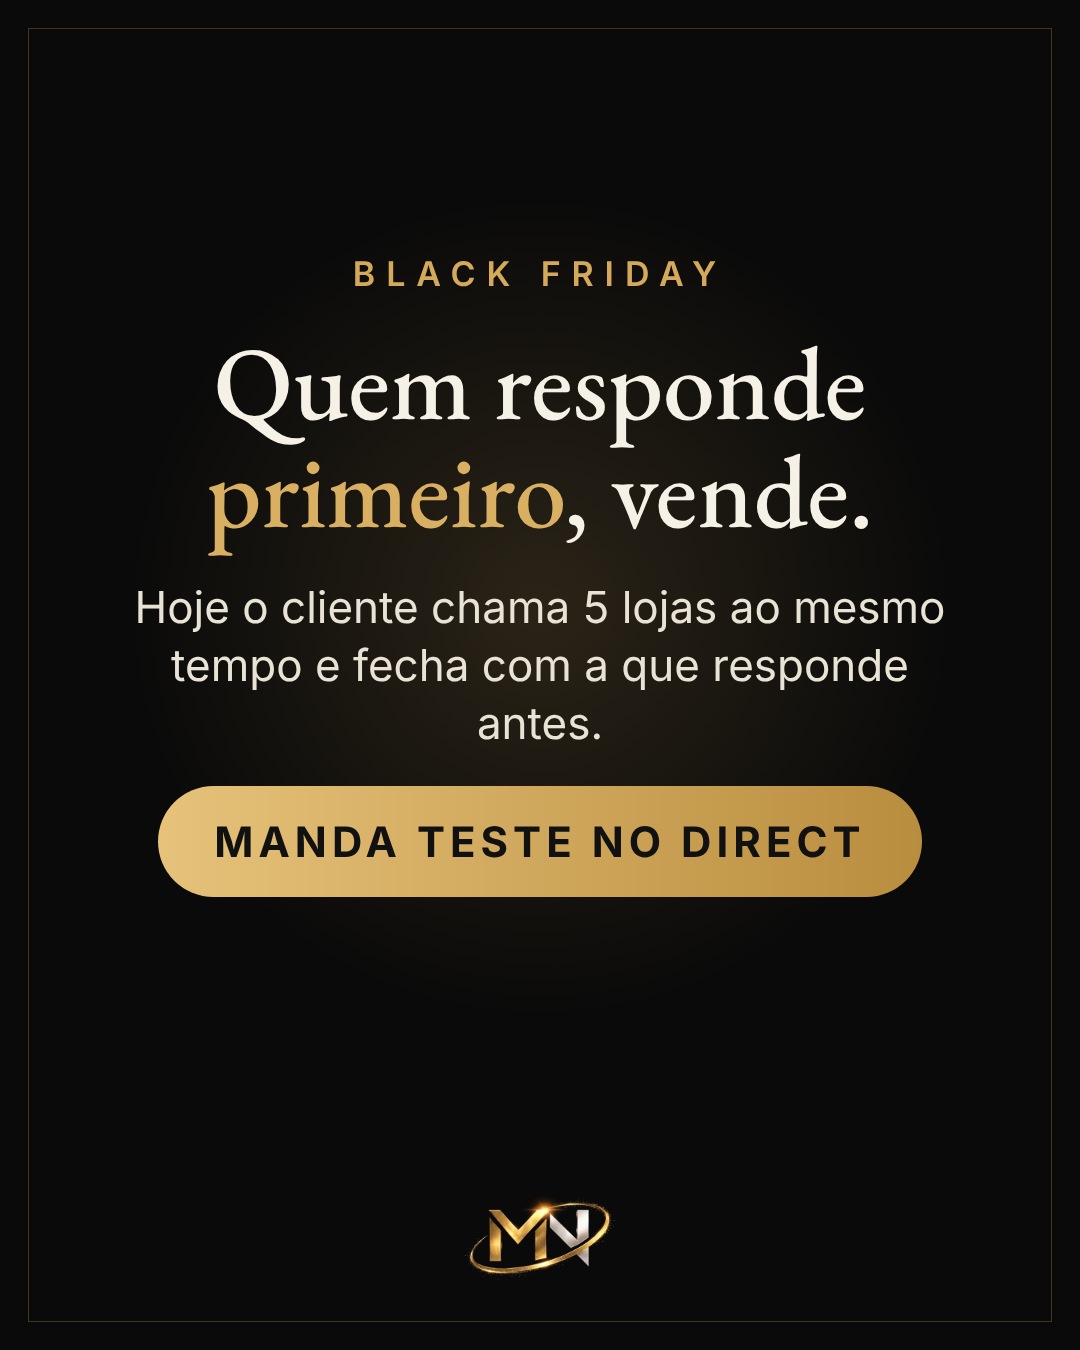 BLACK FRIDAY
Quem responde
primeiro, vende.
Hoje o cliente chama 5 lojas ao mesmo
tempo e fecha com a que responde
antes.
MANDA TESTE NO DIRECT
MN